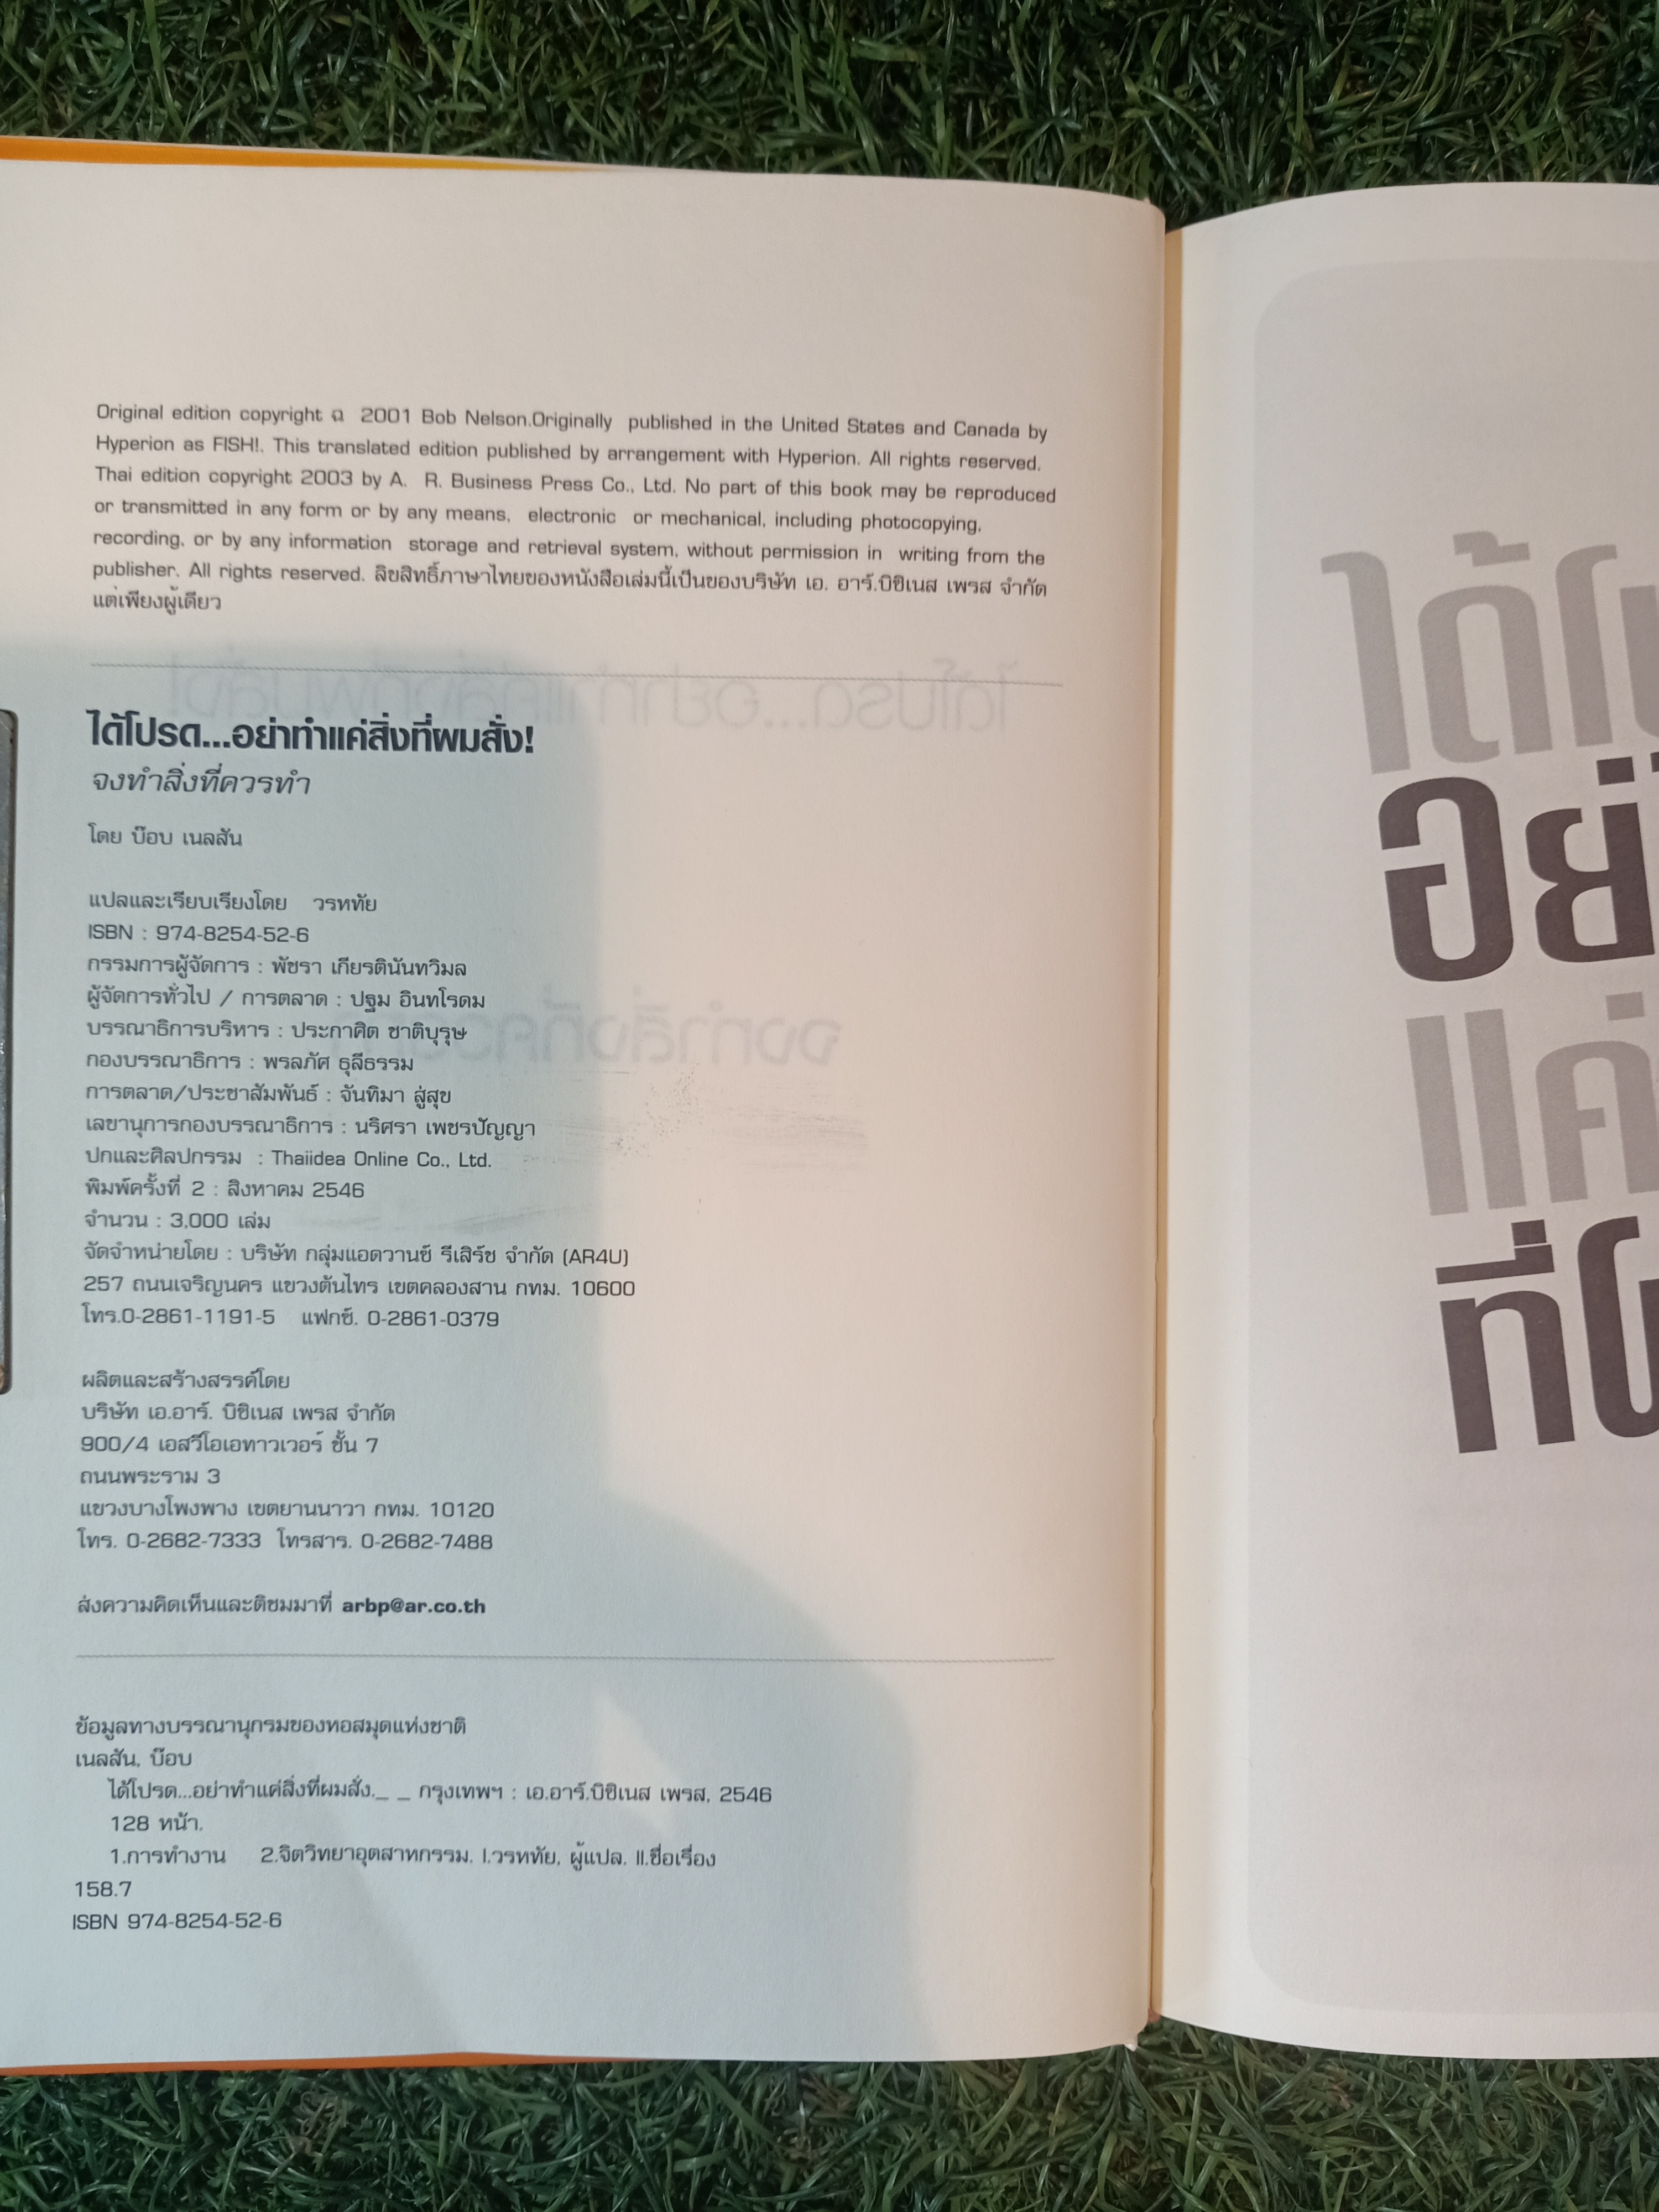 Original edition copyright ฉ 2001 Bob Nelson.Originally published in the United States and Canada by
Hyperion as FISH!. This translated edition published by arrangement with Hyperion. All rights reserved.
Thai edition copyright 2003 by A. R. Business Press Co., Ltd. No part of this book may be reproduced
or transmitted in any form or by any means, electronic or mechanical, including photocopying,
recording, or by any information storage and retrieval system, without permission in writing from the
publisher. All rights reserved. ลิขสิทธิ์ภาษาไทยของหนังสือเล่มนี้เป็นของบริษัท เอ. อาร์.บิซิเนส เพรส จำกัด
แต่เพียงผู้เดียว
ได้โปรด...อย่าทำแค่สิ่งที่ผมสั่ง!
จงทำสิ่งที่ควรทำ
โดย บ๊อบ เนลสัน
แปลและเรียบเรียงโดย วรหทัย
ISBN : 974-8254-52-6
กรรมการผู้จัดการ : พัชรา เกียรตินันทวิมล
ผู้จัดการทั่วไป / การตลาด : ปฐม อินทโรดม
บรรณาธิการบริหาร : ประกาศิต ชาติบุรุษ
กองบรรณาธิการ : พรลภัศ ธุลีธรรม
การตลาด/ประชาสัมพันธ์ : จันทิมา สู่สุข
เลขานุการกองบรรณาธิการ : นริศรา เพชรปัญญา
ปกและศิลปกรรม : Thaiidea Online Co., Ltd.
พิมพ์ครั้งที่ 2 : สิงหาคม 2546
จำนวน : 3,000 เล่ม
จัดจำหน่ายโดย : บริษัท กลุ่มแอดวานซ์ รีเสิร์ช จำกัด (AR4U)
257 ถนนเจริญนคร แขวงต้นไทร เขตคลองสาน กทม. 10600
โทร.0-2861-1191-5 แฟกซ์. 0-2861-0379
ผลิตและสร้างสรรค์โดย
บริษัท เอ.อาร์. บิซิเนส เพรส จำกัด
900/4 เอสวีโอเอทาวเวอร์ ชั้น 7
ถนนพระราม 3
แขวงบางโพงพาง เขตยานนาวา กทม. 10120
โทร. 0-2682-7333 โทรสาร. 0-2682-7488
ส่งความคิดเห็นและติชมมาที่ arbp@ar.co.th
ข้อมูลทางบรรณานุกรมของหอสมุดแห่งชาติ
เนลสัน, บ๊อบ
ได้โปรด...อย่าทำแค่สิ่งที่ผมสั่ง._ _ กรุงเทพฯ : เอ.อาร์.บิซิเนส เพรส, 2546
128 หน้า.
1.การทำงาน 2.จิตวิทยาอุตสาหกรรม. I.วรหทัย, ผู้แปล. II.ชื่อเรื่อง
158.7
ISBN 974-8254-52-6